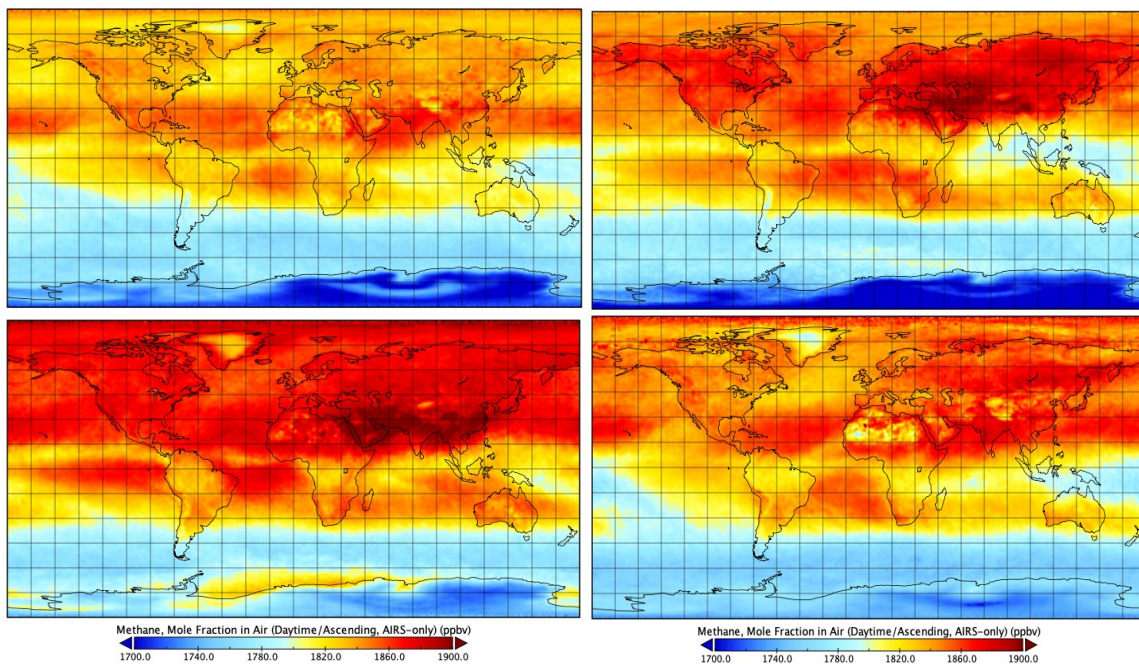 Methane, Mole Fraction in Air (Daytime/Ascending, AIRS-only) (ppbv)
1700.0 1740.0 1780.0 1820.0 1860.0 1900.0
Methane, Mole Fraction in Air (Daytime/Ascending, AIRS-only) (ppbv)
1700.0 1740.0 1780.0 1820.0 1860.0 1900.0